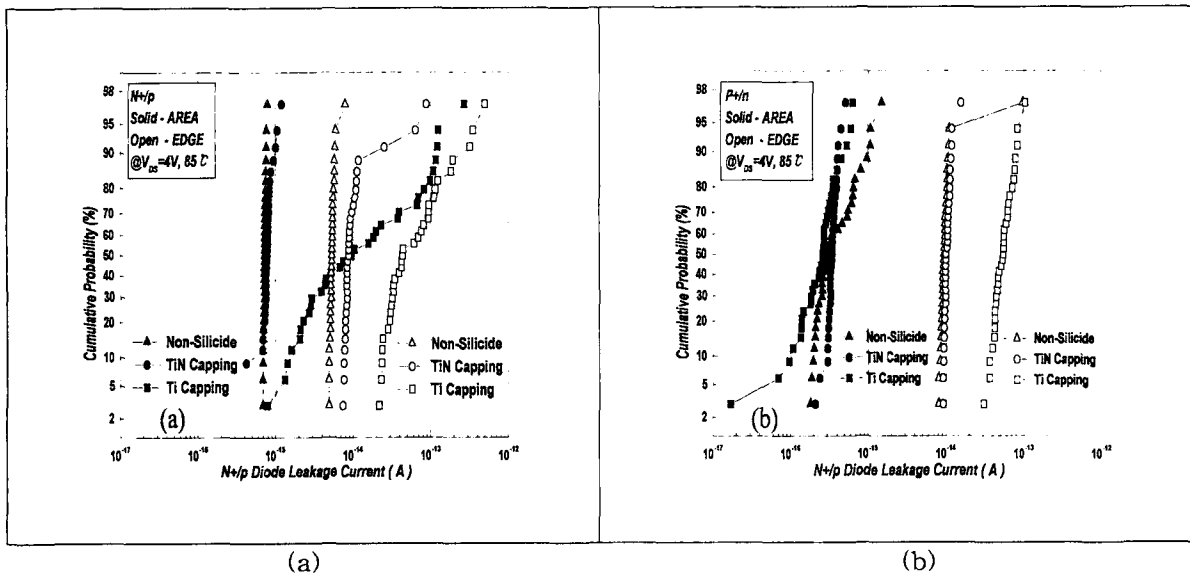 N+/p
Solid - AREA
Open - EDGE
@V_DS=4V, 85℃
Cumulative Probability (%)
98
95
90
80
70
60
50
40
30
20
10
5
2
Non-Silicide
TiN Capping
Ti Capping
Non-Silicide
TiN Capping
Ti Capping
(a)
10^-17 10^-16 10^-15 10^-14 10^-13 10^-12
N+/p Diode Leakage Current ( A )
(a)
P+/n
Solid - AREA
Open - EDGE
@V_DS=4V, 85℃
Cumulative Probability (%)
98
95
90
80
70
60
50
40
30
20
10
5
2
Non-Silicide
TiN Capping
Ti Capping
Non-Silicide
TiN Capping
Ti Capping
(b)
10^-17 10^-16 10^-15 10^-14 10^-13 10^-12
N+/p Diode Leakage Current ( A )
(b)